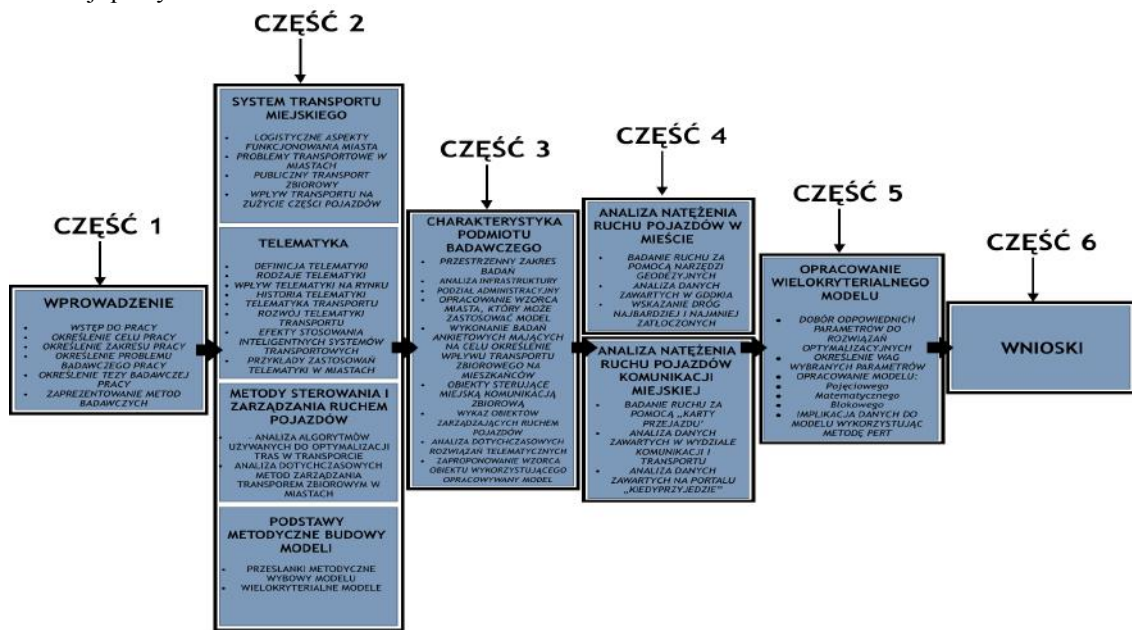 CZĘŚĆ 1
WPROWADZENIE
• WSTĘP DO PRACY
• OKREŚLENIE CELU PRACY
• OKREŚLENIE ZAKRESU PRACY
• OKREŚLENIE PROBLEMU
BADAWCZEGO PRACY
• OKREŚLENIE TEZY BADAWCZEJ
PRACY
• ZAPREZENTOWANIE METOD
BADAWCZYCH
CZĘŚĆ 2
SYSTEM TRANSPORTU
MIEJSKIEGO
• LOGISTYCZNE ASPEKTY
FUNKCJONOWANIA MIASTA
• PROBLEMY TRANSPORTOWE W
MIASTACH
• PUBLICZNY TRANSPORT
ZBIOROWY
• WPŁYW TRANSPORTU NA
ZUŻYCIE CZĘŚCI POJAZDÓW
TELEMATYKA
• DEFINICJA TELEMATYKI
• RODZAJE TELEMATYKI
• WPŁYW TELEMATYKI NA RYNKU
• HISTORIA TELEMATYKI
• TELEMATYKA TRANSPORTU
• ROZWÓJ TELEMATYKI
TRANSPORTU
• EFEKTY STOSOWANIA
INTELIGENTNYCH SYSTEMÓW
TRANSPORTOWYCH
• PRZYKŁADY ZASTOSOWAŃ
TELEMATYKI W MIASTACH
METODY STEROWANIA I
ZARZĄDZANIA RUCHEM
POJAZDÓW
• ANALIZA ALGORYTMÓW
UŻYWANYCH DO OPTYMALIZACJI
TRAS W TRANSPORCIE
• ANALIZA DOTYCHCZASOWYCH
METOD ZARZĄDZANIA
TRANSPOREM ZBIOROWYM W
MIASTACH
PODSTAWY
METODYCZNE BUDOWY
MODELI
• PRZESŁANKI METODYCZNE
WYBOWY MODELU
• WIELOKRYTERIALNE MODELE
CZĘŚĆ 3
CHARAKTERYSTYKA
PODMIOTU
BADAWCZEGO
• PRZESTRZENNY ZAKRES
BADAŃ
• ANALIZA INFRASTRUKTURY
• PODZIAŁ ADMINISTRACYJNY
• OPRACOWANIE WZORCA
MIASTA, KTÓRY MOŻE
ZASTOSOWAĆ MODEL
• WYKONANIE BADAŃ
ANKIETOWYCH MAJĄCYCH
NA CELU OKREŚLENIE
WPŁYWU TRANSPORTU
ZBIOROWEGO NA
MIESZKAŃCÓW
• OBIEKTY STERUJĄCE
MIEJSKĄ KOMUNIKACJĄ
ZBIORĄ
• WYKAZ OBIEKTÓW
ZARZĄDZAJĄCYCH RUCHEM
POJAZDÓW
• ANALIZA DOTYCHCZASOWYCH
ROZWIĄZAŃ TELEMATYCZNYCH
• ZAPROPONOWANIE WZORCA
OBIEKTU WYKORZYSTUJĄCEGO
OPRACOWYWANY MODEL
CZĘŚĆ 4
ANALIZA NATĘŻENIA
RUCHU POJAZDÓW W
MIEŚCIE
• BADANIE RUCHU ZA
POMOCĄ NARZĘDZI
GEODEZYJNYCH
• ANALIZA DANYCH
ZAWARTYCH W GDDKIA
• WSKAZANIE DRÓG
NAJBARDZIEJ I NAJMNIEJ
ZATŁOCZONYCH
ANALIZA NATĘŻENIA
RUCHU POJAZDÓW
KOMUNIKACJI
MIEJSKIEJ
• BADANIE RUCHU ZA
POMOCĄ „KARTY
PRZEJAZDU'
• ANALIZA DANYCH
ZAWARTYCH W WYDZIALE
KOMUNIKACJI I
TRANSPORTU
• ANALIZA DANYCH
ZAWARTYCH NA PORTALU
„KIEDYPRZYJEDZIE"
CZĘŚĆ 5
OPRACOWANIE
WIELOKRYTERIALNEGO
MODELU
• DOBÓR ODPOWIEDNICH
PARAMETRÓW DO
ROZWIĄZAŃ
OPTYMALIZACYJNYCH
• OKREŚLENIE WAG
WYBRANYCH PARAMETRÓW
• OPRACOWANIE MODELU:
• Pojęciowego
• Matematycznego
• Blokowego
• IMPLIKACJA DANYCH DO
MODELU WYKORZYSTUJĄC
METODĘ PERT
CZĘŚĆ 6
WNIOSKI